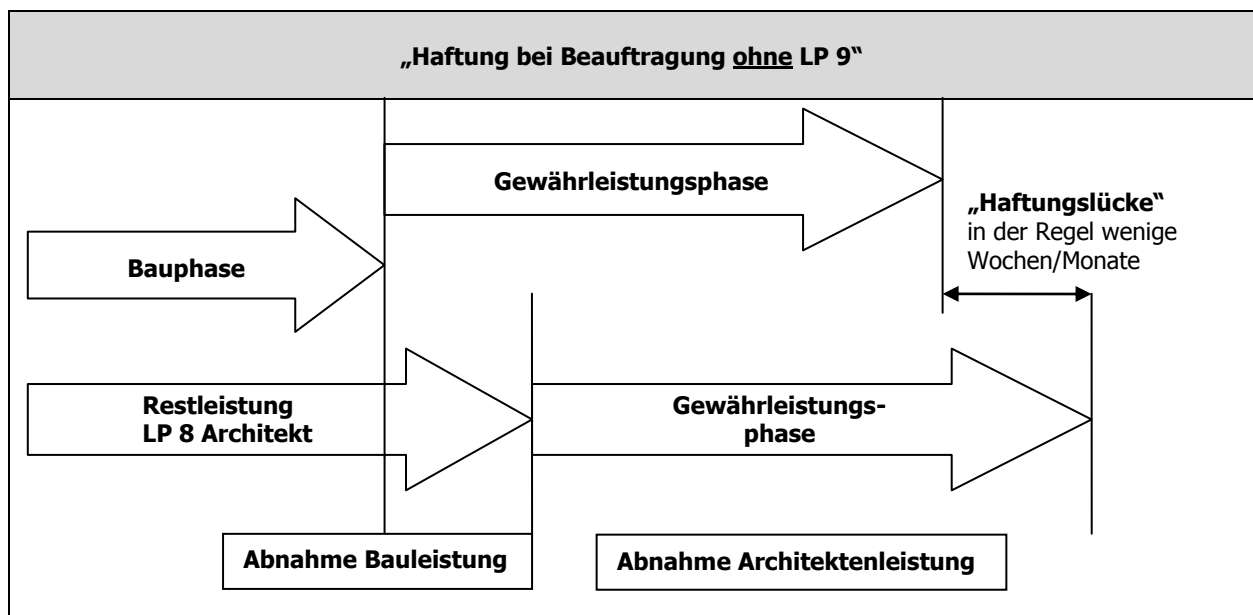 „Haftung bei Beauftragung ohne LP 9“
Gewährleistungsphase
„Haftungslücke“
in der Regel wenige
Wochen/Monate
Bauphase
Restleistung
LP 8 Architekt
Gewährleistungs-
phase
Abnahme Bauleistung
Abnahme Architektenleistung